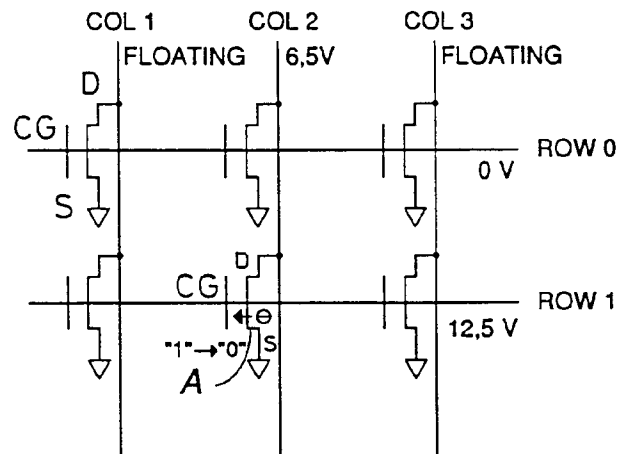 COL 1 COL 2 COL 3
FLOATING 6,5V FLOATING
D
CG
ROW 0
0 V
S
D
CG
ROW 1
⊖
12,5 V
"1"→"0" S
A